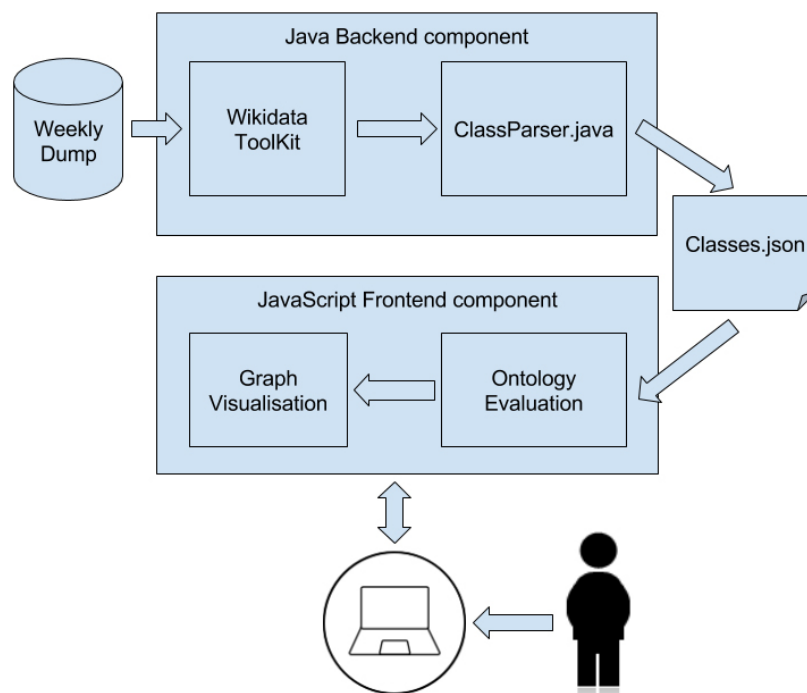 Java Backend component
Weekly
Dump
Wikidata
ToolKit
ClassParser.java
Classes.json
JavaScript Frontend component
Graph
Visualisation
Ontology
Evaluation